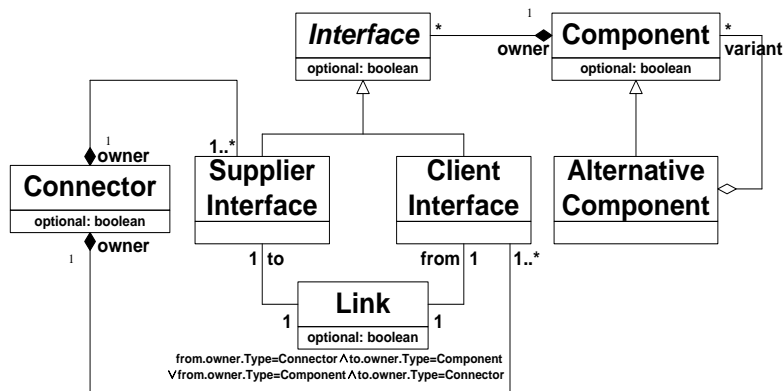 Interface
optional: boolean
*
1
owner
Component
optional: boolean
*
variant
1
owner
1..*
Connector
optional: boolean
owner
1
Supplier
Interface
Client
Interface
Alternative
Component
1 to
from 1
1..*
Link
optional: boolean
1
1
from.owner.Type=Connector∧to.owner.Type=Component
∨from.owner.Type=Component∧to.owner.Type=Connector